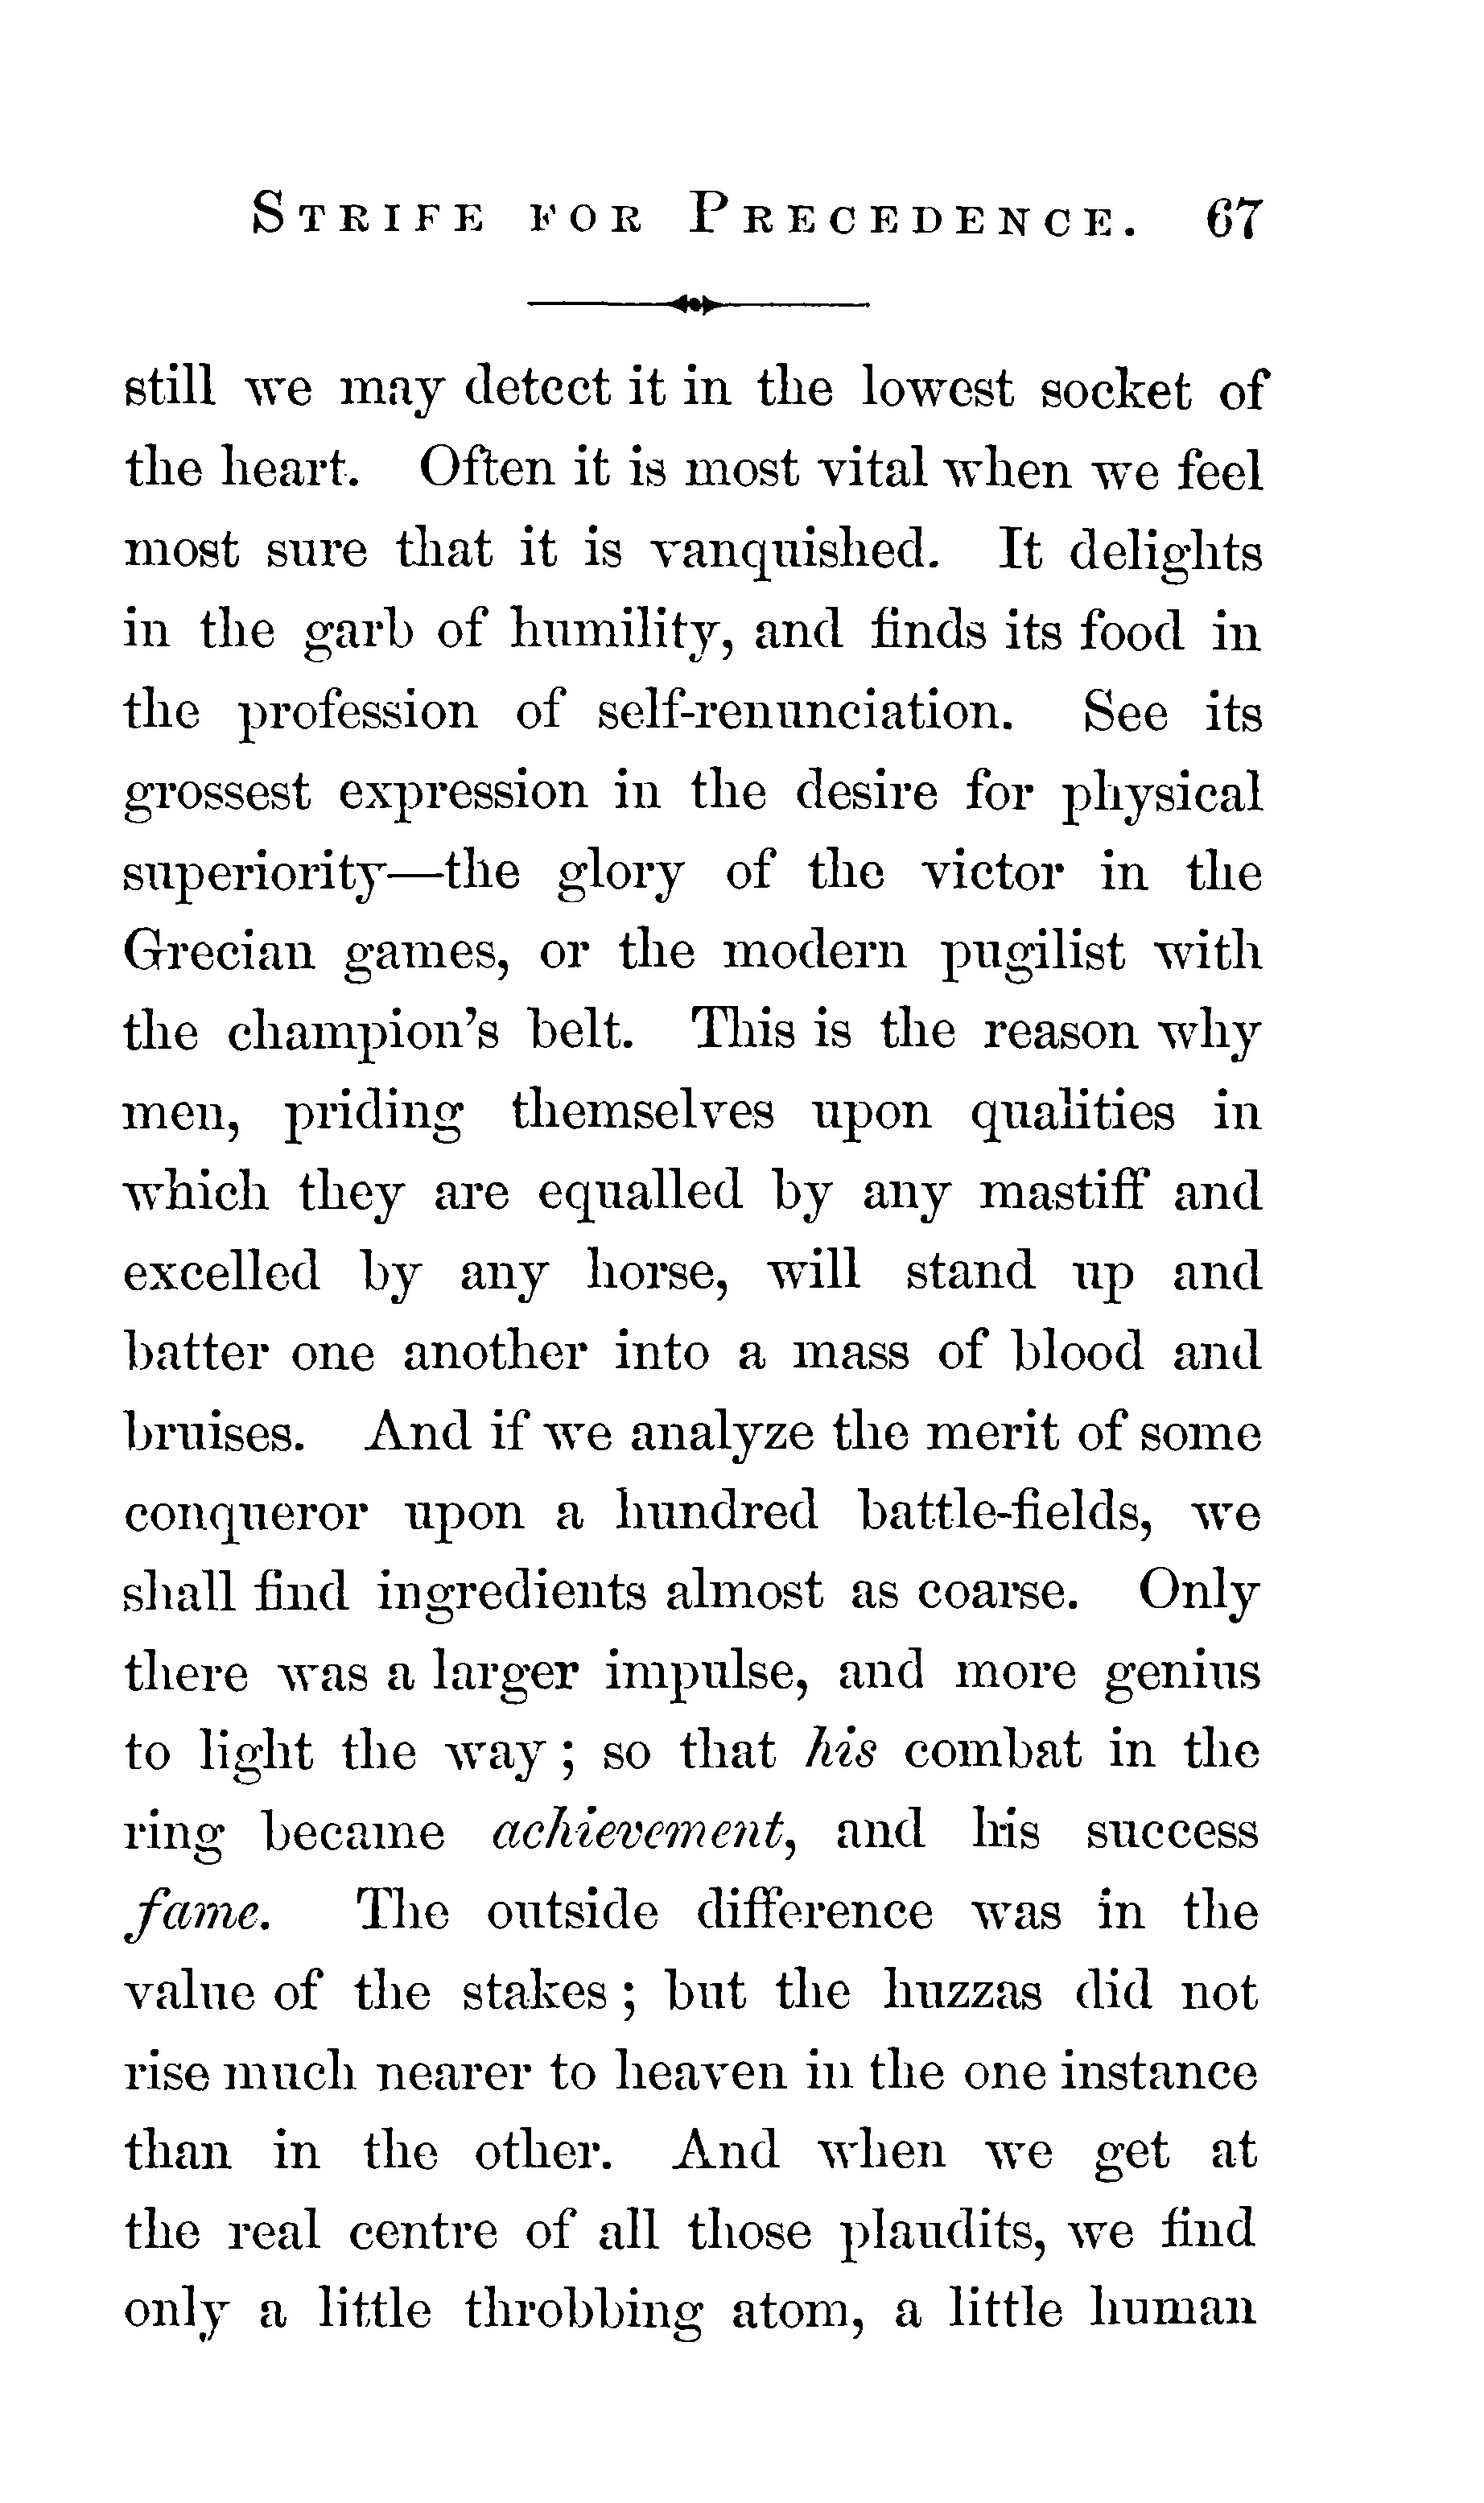 STRIFE FOR PRECEDENCE. 67
still we may detect it in the lowest socket of
the heart. Often it is most vital when we feel
most sure that it is vanquished. It delights
in the garb of humility, and finds its food in
the profession of self-renunciation. See its
grossest expression in the desire for physical
superiority—the glory of the victor in the
Grecian games, or the modern pugilist with
the champion's belt. This is the reason why
men, priding themselves upon qualities in
which they are equalled by any mastiff and
excelled by any horse, will stand up and
batter one another into a mass of blood and
bruises. And if we analyze the merit of some
conqueror upon a hundred battle-fields, we
shall find ingredients almost as coarse. Only
there was a larger impulse, and more genius
to light the way; so that his combat in the
ring became achievement, and his success
fame. The outside difference was in the
value of the stakes; but the huzzas did not
rise much nearer to heaven in the one instance
than in the other. And when we get at
the real centre of all those plaudits, we find
only a little throbbing atom, a little human